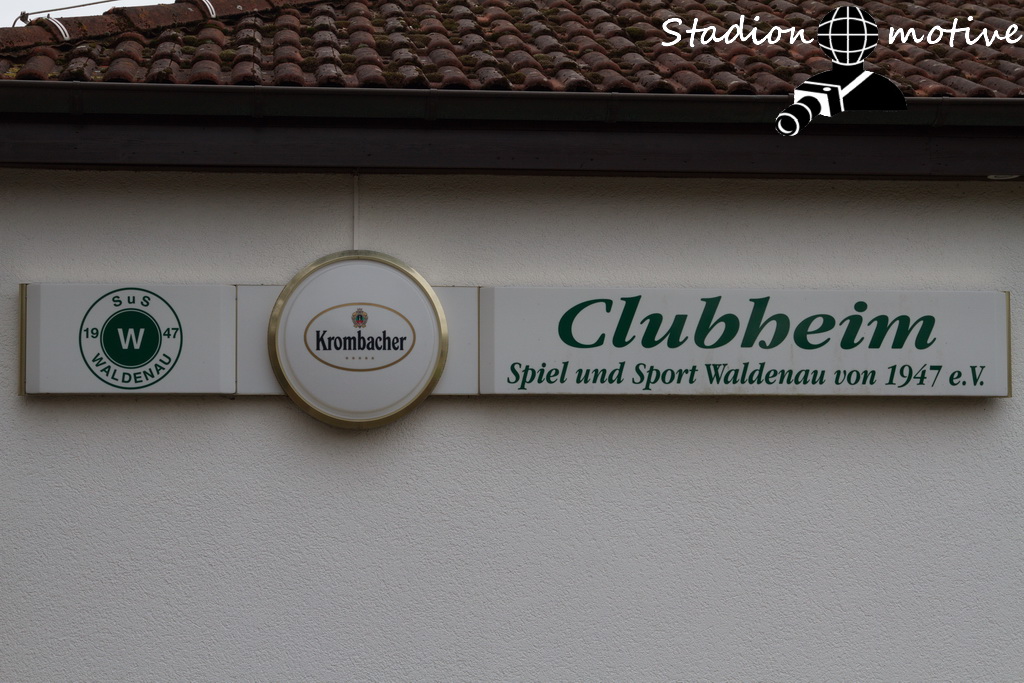 Stadion motive
SuS
19 W 47
WALDENAU
Krombacher
Clubheim
Spiel und Sport Waldenau von 1947 e.V.